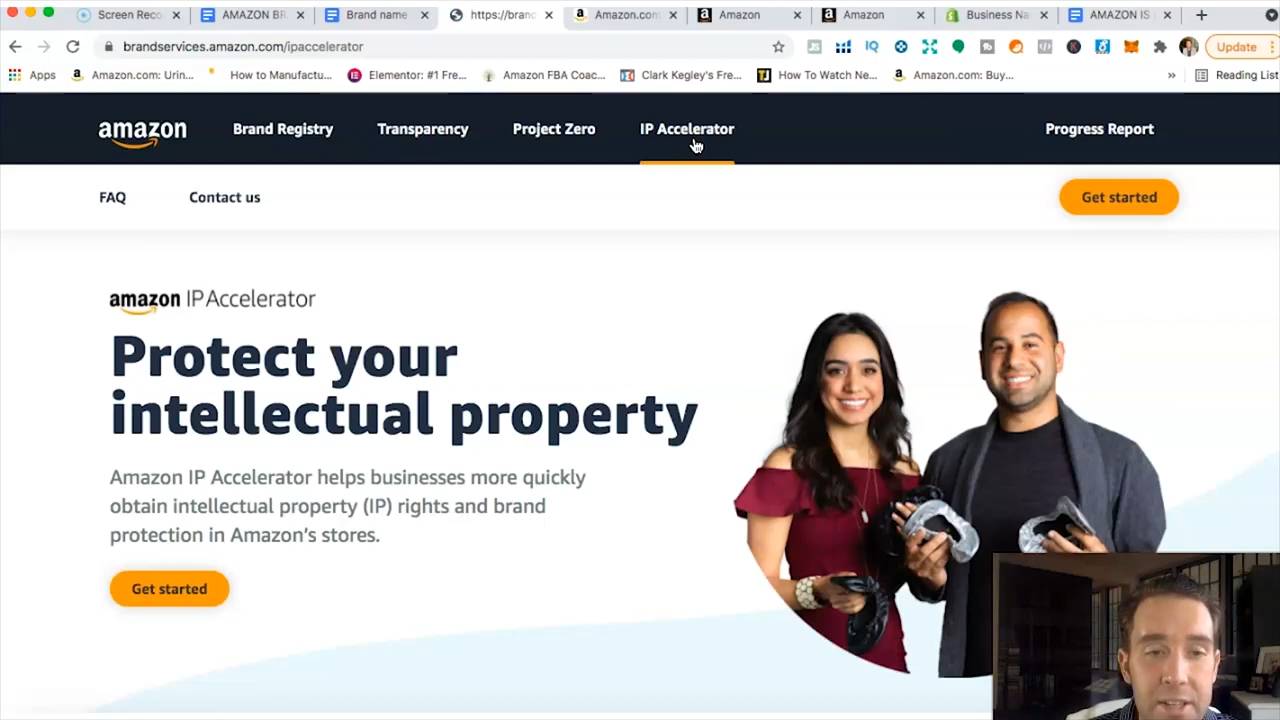 Screen Reco
AMAZON BR
Brand name
https://bran
Amazon.com
Amazon
Amazon
Business Na
AMAZON IS
brandservices.amazon.com/ipaccelerator
IQ
Update
Apps
Amazon.com: Urin...
How to Manufactu...
Elementor: #1 Fre...
Amazon FBA Coac...
Clark Kegley's Fre...
How To Watch Ne...
Amazon.com: Buy...
Reading List
amazon
Brand Registry
Transparency
Project Zero
IP Accelerator
Progress Report
FAQ
Contact us
Get started
amazon IP Accelerator
Protect your
intellectual property
Amazon IP Accelerator helps businesses more quickly
obtain intellectual property (IP) rights and brand
protection in Amazon's stores.
Get started